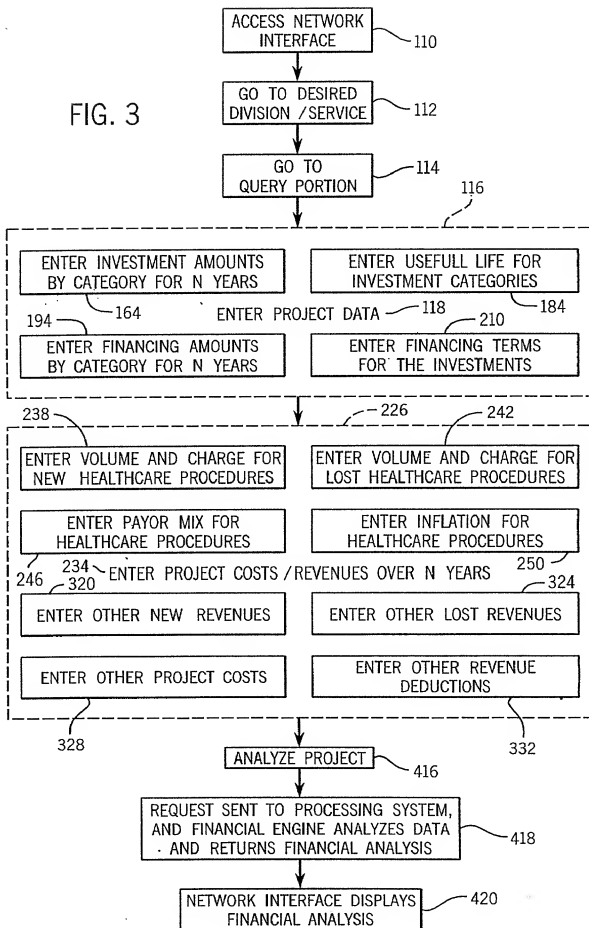 ACCESS NETWORK
INTERFACE
110
FIG. 3
GO TO DESIRED
DIVISION / SERVICE
112
GO TO
QUERY PORTION
114
116
ENTER INVESTMENT AMOUNTS
BY CATEGORY FOR N YEARS
164
ENTER USEFULL LIFE FOR
INVESTMENT CATEGORIES
184
ENTER PROJECT DATA
118
194
ENTER FINANCING AMOUNTS
BY CATEGORY FOR N YEARS
210
ENTER FINANCING TERMS
FOR THE INVESTMENTS
226
238
ENTER VOLUME AND CHARGE FOR
NEW HEALTHCARE PROCEDURES
242
ENTER VOLUME AND CHARGE FOR
LOST HEALTHCARE PROCEDURES
ENTER PAYOR MIX FOR
HEALTHCARE PROCEDURES
246
ENTER INFLATION FOR
HEALTHCARE PROCEDURES
250
234
ENTER PROJECT COSTS / REVENUES OVER N YEARS
320
ENTER OTHER NEW REVENUES
324
ENTER OTHER LOST REVENUES
ENTER OTHER PROJECT COSTS
328
ENTER OTHER REVENUE
DEDUCTIONS
332
ANALYZE PROJECT
416
REQUEST SENT TO PROCESSING SYSTEM,
AND FINANCIAL ENGINE ANALYZES DATA
AND RETURNS FINANCIAL ANALYSIS
418
NETWORK INTERFACE DISPLAYS
FINANCIAL ANALYSIS
420